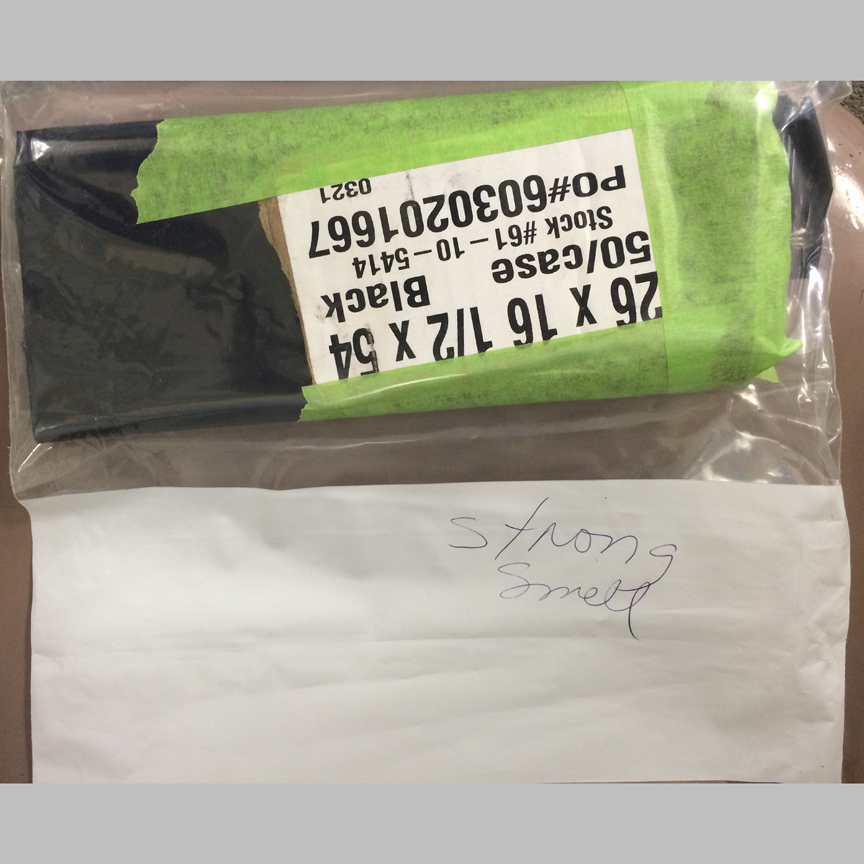 26 X 16 1/2 X 54
Black
50/case
Stock #61-10-5414
PO#6030201667
0321
Strong
Smell